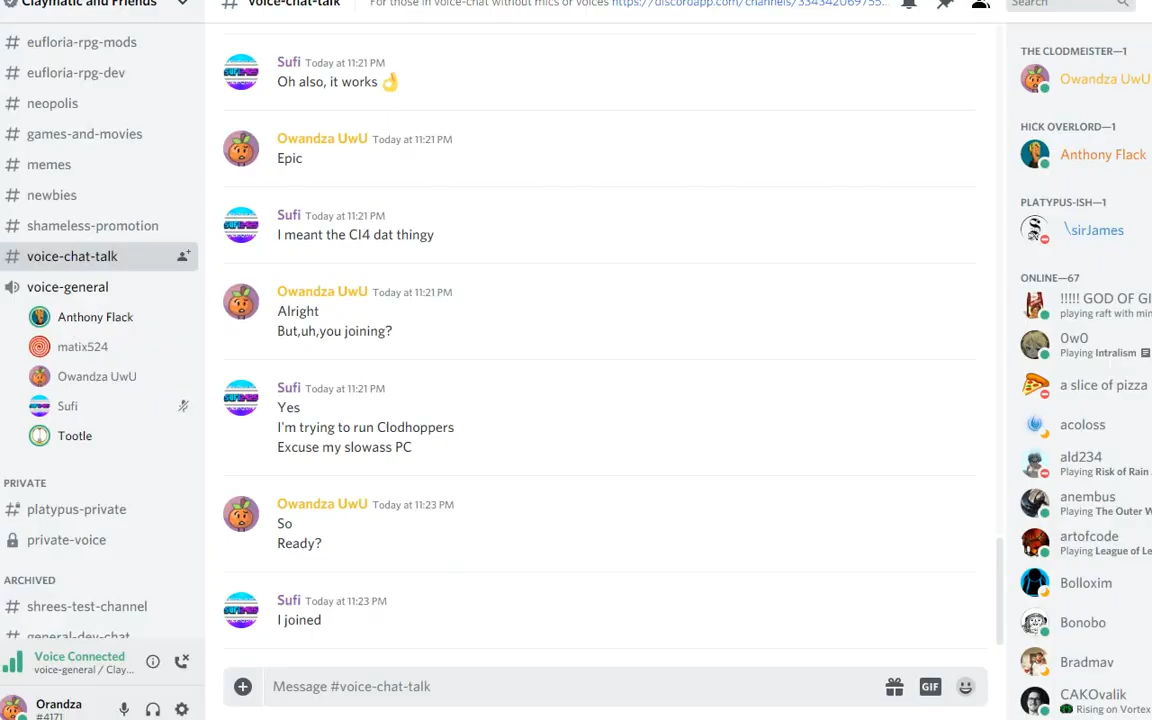 Claymatic and Friends
# eufloria-rpg-mods
# eufloria-rpg-dev
# neopolis
# games-and-movies
# memes
# newbies
# shameless-promotion
# voice-chat-talk
voice-general
Anthony Flack
matix524
Owandza UwU
Sufi
Tootle
PRIVATE
# platypus-private
private-voice
ARCHIVED
# shrees-test-channel
# general-dev-chat
Voice Connected
voice-general / Clay...
Orandza
#4171
# voice-chat-talk
For those in voice-chat without mics or voices https://discordapp.com/channels/334342069755...
Sufi Today at 11:21 PM
Oh also, it works 👌
Owandza UwU Today at 11:21 PM
Epic
Sufi Today at 11:21 PM
I meant the CI4 dat thingy
Owandza UwU Today at 11:21 PM
Alright
But,uh,you joining?
Sufi Today at 11:21 PM
Yes
I'm trying to run Clodhoppers
Excuse my slowass PC
Owandza UwU Today at 11:23 PM
So
Ready?
Sufi Today at 11:23 PM
I joined
Message #voice-chat-talk
GIF
Search
THE CLODMEISTER—1
Owandza UwU
HICK OVERLORD—1
Anthony Flack
PLATYPUS-ISH—1
\sirJames
ONLINE—67
!!!!! GOD OF GI
playing raft with min
OwO
Playing Intralism
a slice of pizza
acoloss
ald234
Playing Risk of Rain
anembus
Playing The Outer W
artofcode
Playing League of Le
Bolloxim
Bonobo
Bradmav
CAKOvalik
Rising on Vortex